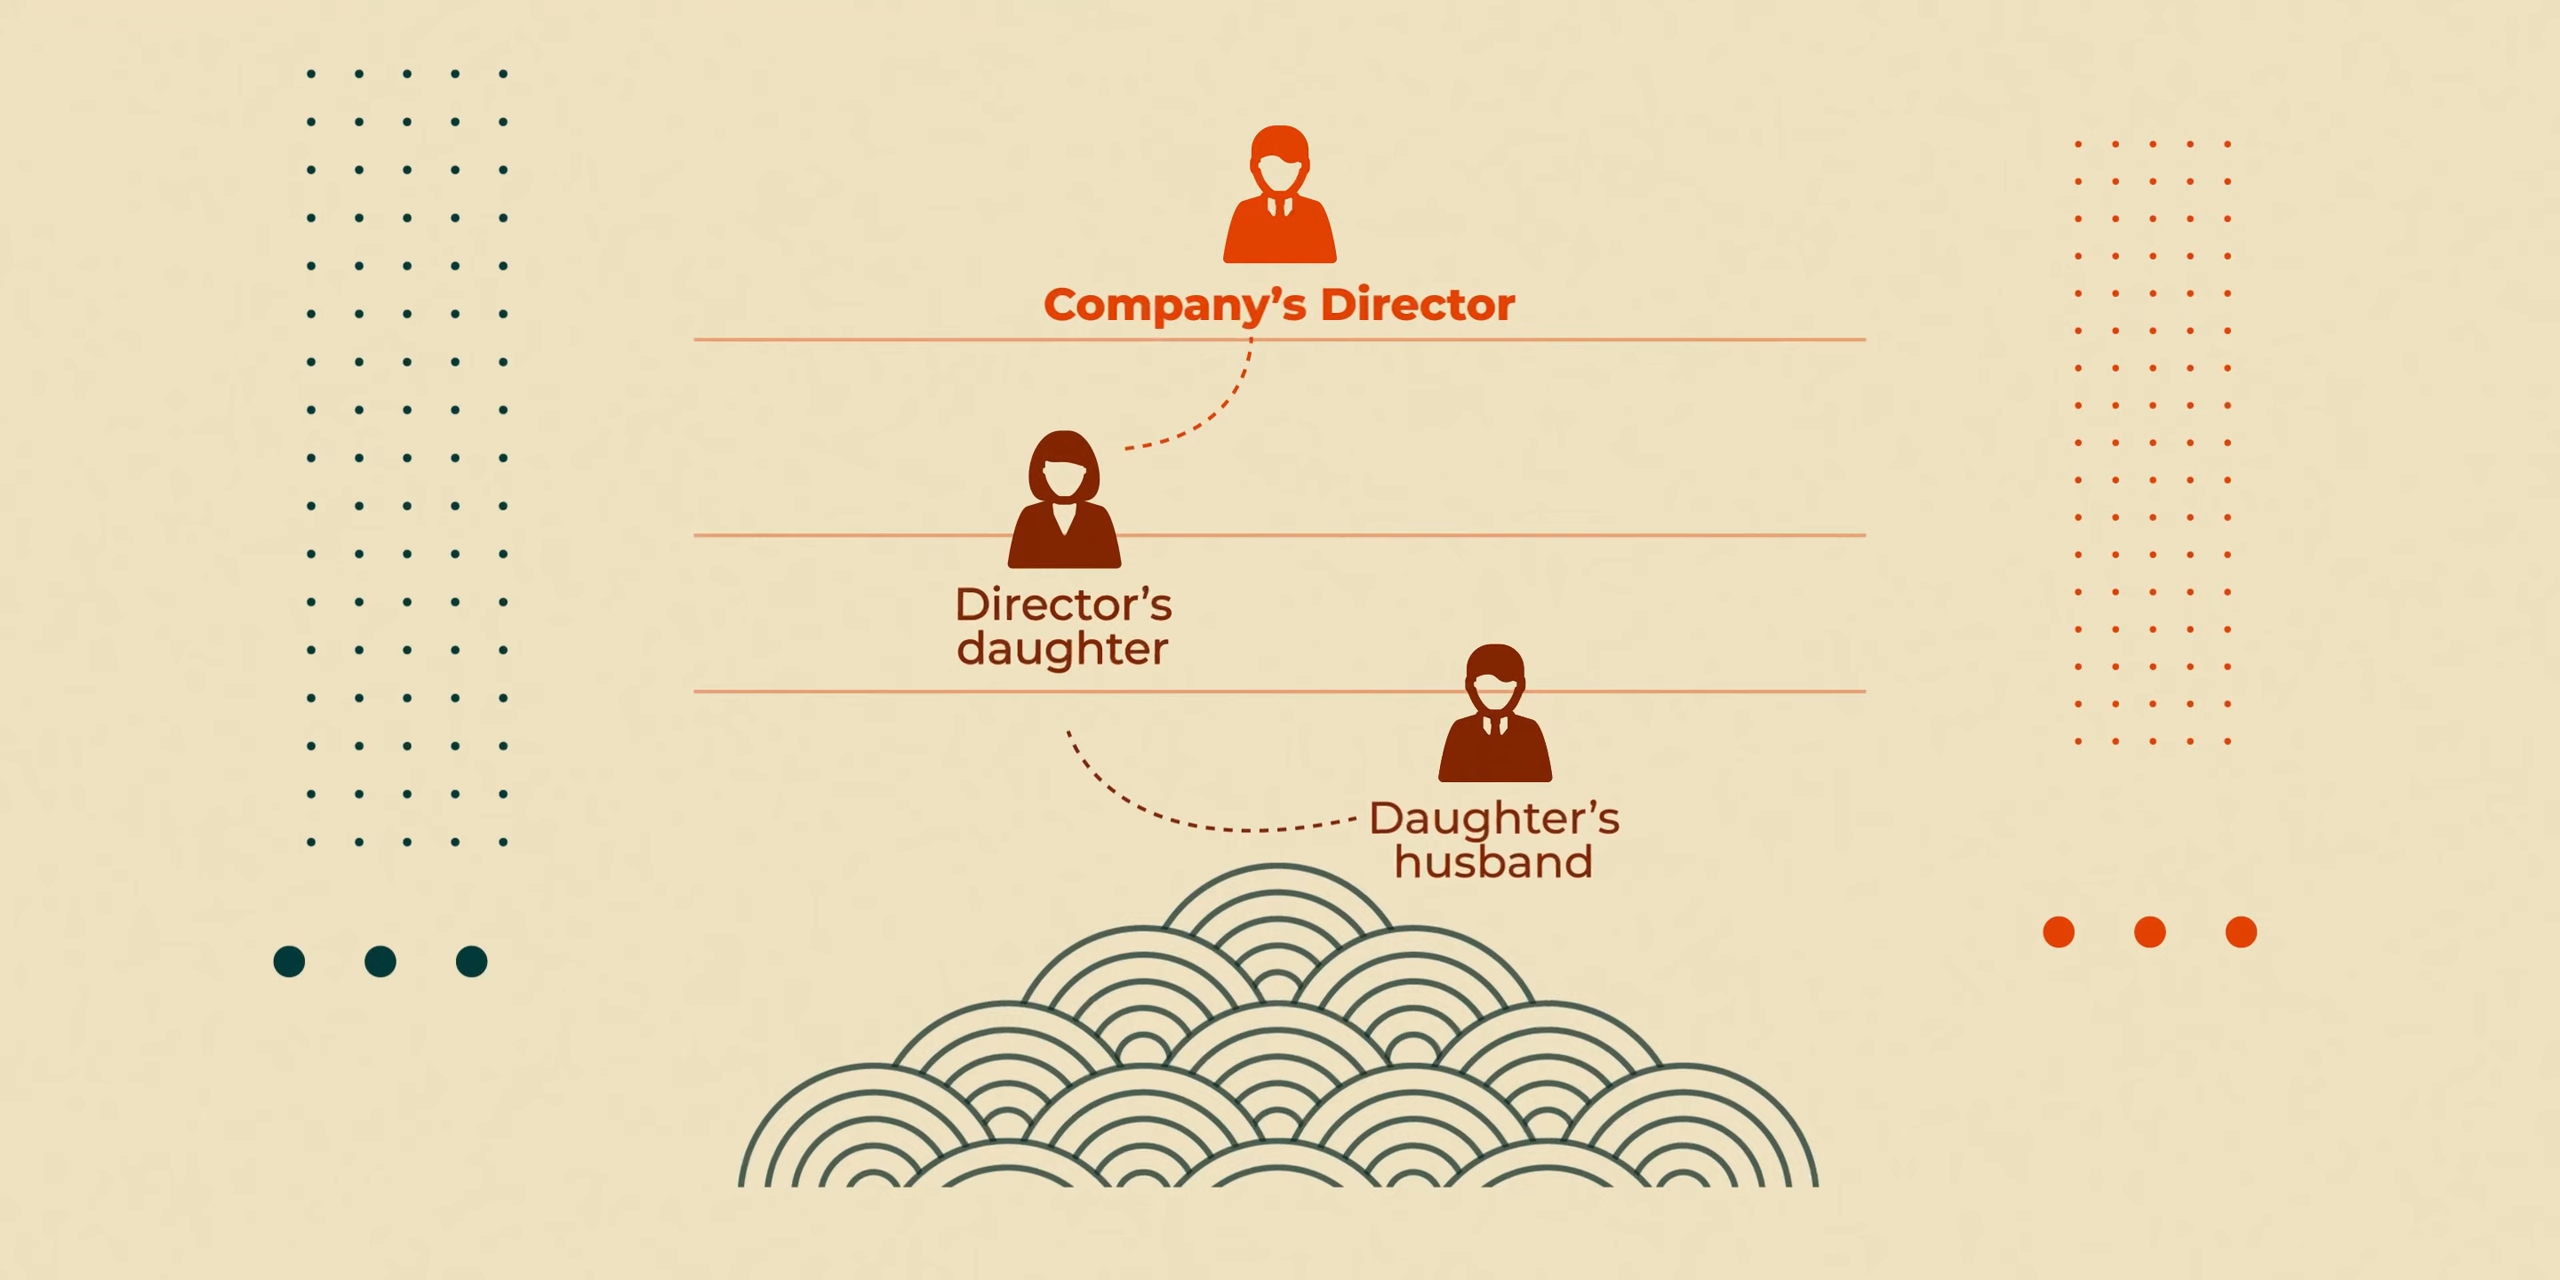 Company’s Director
Director’s
daughter
Daughter’s
husband